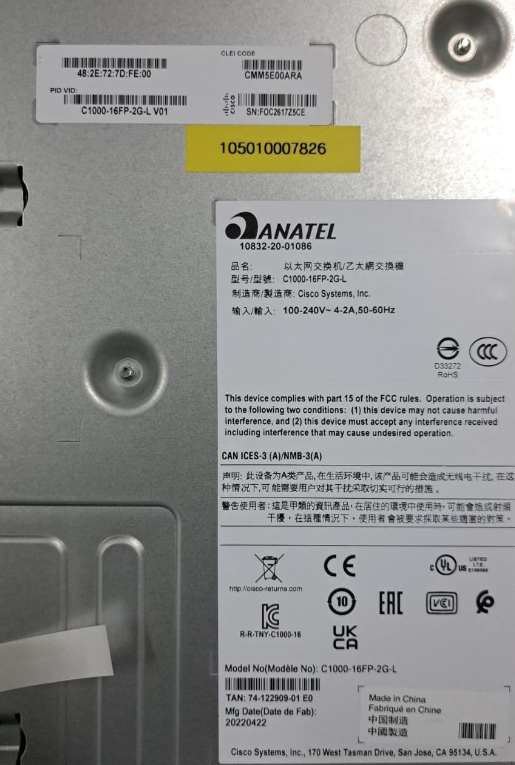 CLEI CODE
48:2E:72:7D:FE:00
CMM5E00ARA
PID VID:
C1000-16FP-2G-L V01
CISCO
SN:FOC2617Z5CE
105010007826
ANATEL
10832-20-01086
品名: 以太网交换机/乙太網交換機
型号/型號: C1000-16FP-2G-L
制造商/製造商: Cisco Systems, Inc.
输入/輸入: 100-240V~ 4-2A,50-60Hz
D33272
RoHS
CCC
This device complies with part 15 of the FCC rules. Operation is subject
to the following two conditions: (1) this device may not cause harmful
interference, and (2) this device must accept any interference received
including interference that may cause undesired operation.
CAN ICES-3 (A)/NMB-3(A)
声明: 此设备为A类产品,在生活环境中,该产品可能会造成无线电干扰. 在这
种情况下,可能需要用户对其干扰采取切实可行的措施。
警告使用者: 這是甲類的資訊產品, 在居住的環境中使用時, 可能會造成射頻
干擾, 在這種情況下, 使用者會被要求採取某些適當的對策。
CE
C UL US LISTED
I.T.E.
http://cisco-returns.com
10
EAC
VCI
R-R-TNY-C1000-16
UK
CA
Model No(Modèle No): C1000-16FP-2G-L
TAN: 74-122909-01 E0
Mfg Date(Date de Fab):
20220422
Made in China
Fabriqué en Chine
中国制造
中國製造
Cisco Systems, Inc., 170 West Tasman Drive, San Jose, CA 95134, U.S.A.